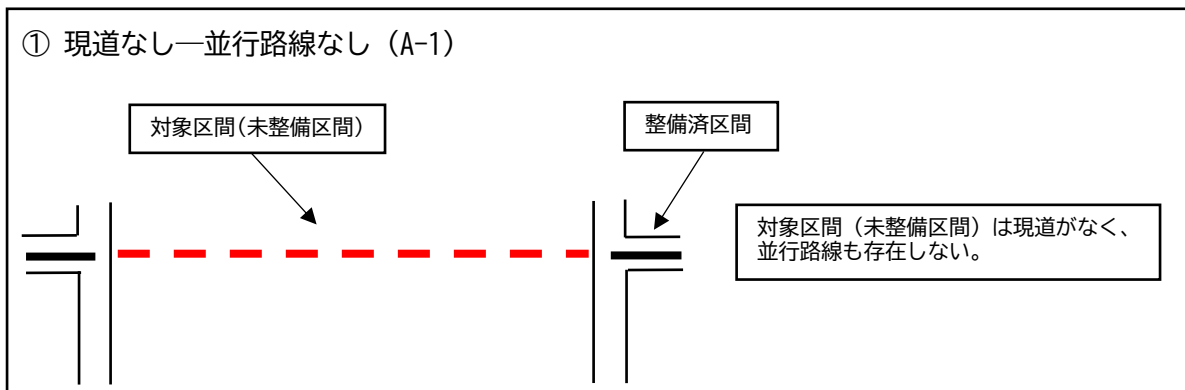 ① 現道なし―並行路線なし (A-1)
対象区間(未整備区間)
整備済区間
対象区間（未整備区間）は現道がなく、
並行路線も存在しない。